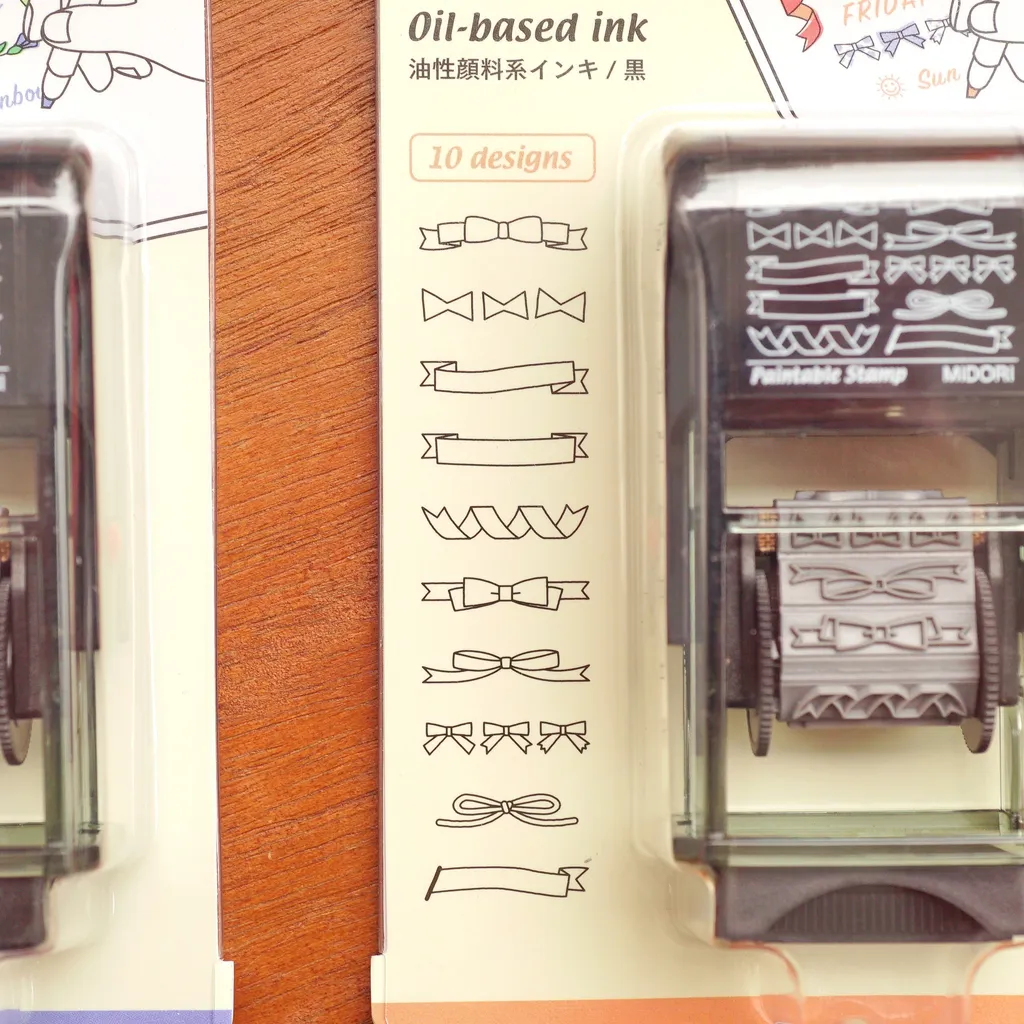 Oil-based ink
油性顔料系インキ / 黒
10 designs
FRIDAY
Sun
Paintable Stamp MIDORI